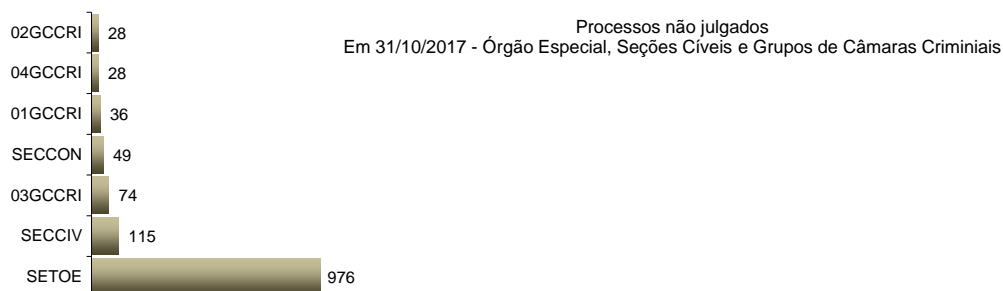 Processos não julgados
Em 31/10/2017 - Órgão Especial, Seções Cíveis e Grupos de Câmaras Criminiais
02GCCRI 28
04GCCRI 28
01GCCRI 36
SECCON 49
03GCCRI 74
SECCIV 115
SETOE 976